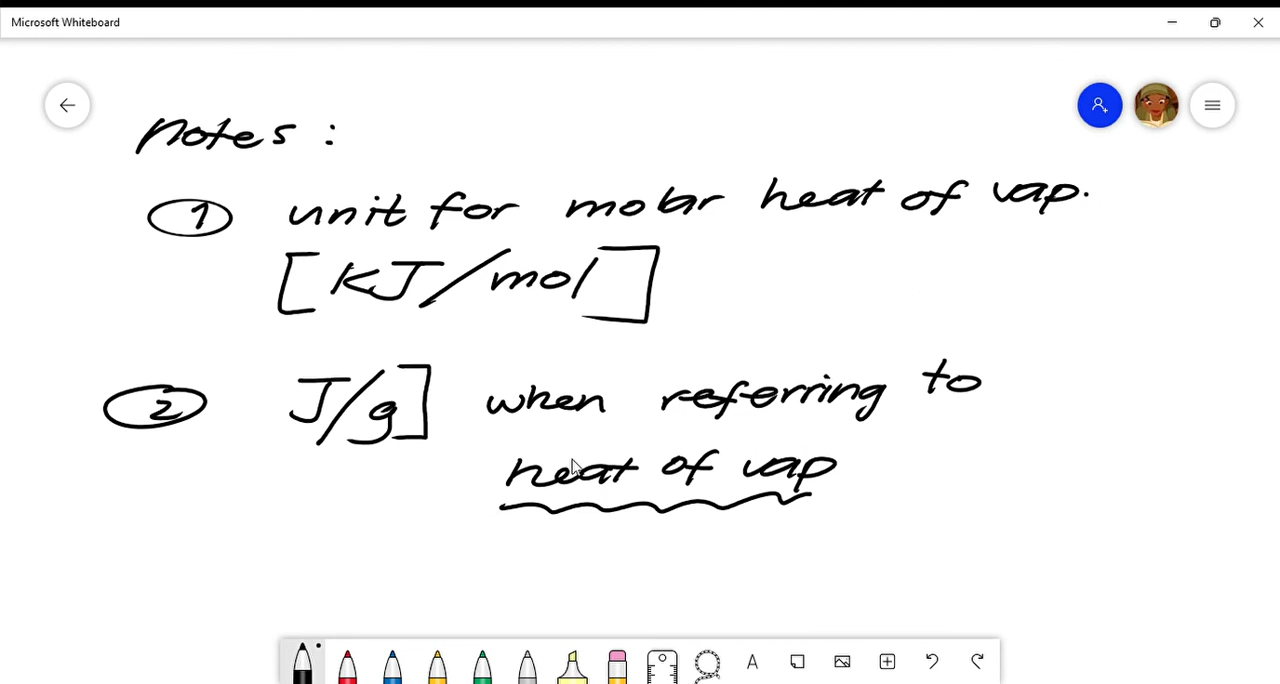 Microsoft Whiteboard
notes :
1 unit for molar heat of vap.
[KJ/mol]
2 J/g] when referring to
heat of vap